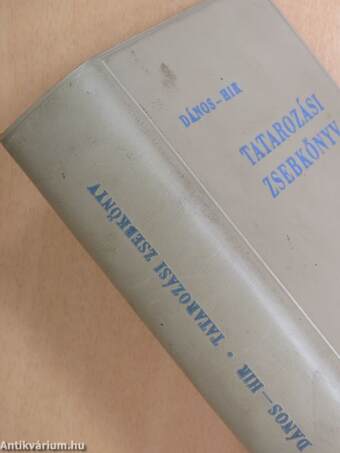 DÁNOS–HIR
TATAROZÁSI
ZSEBKÖNYV
DÁNOS—HIR • TATAROZÁSI ZSEBKÖNYV
Antikvárium.hu